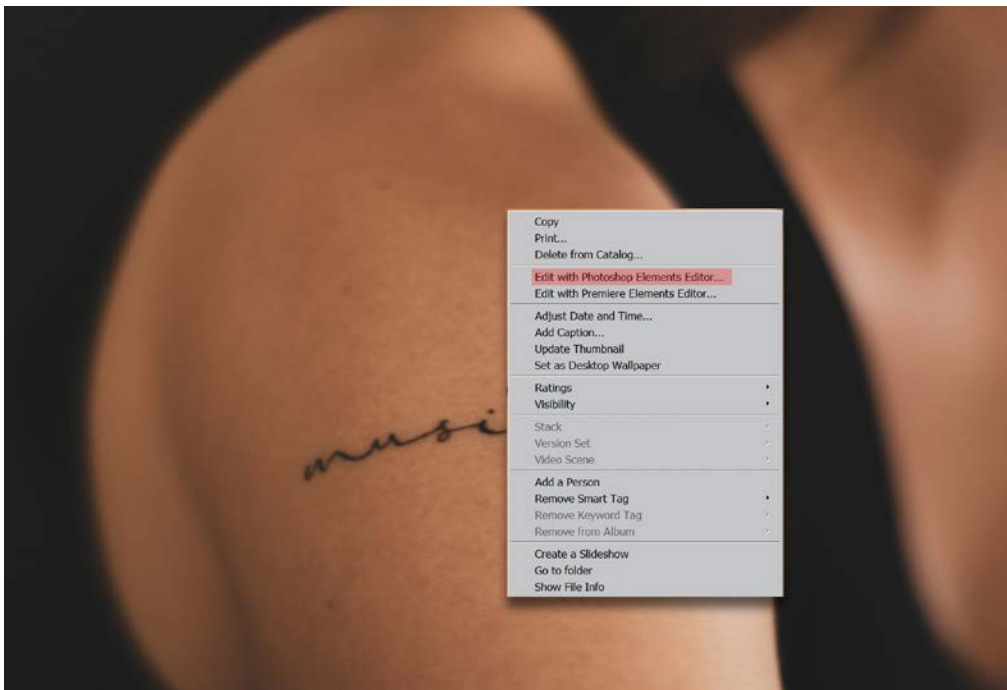 musi
Copy
Print...
Delete from Catalog...
Edit with Photoshop Elements Editor...
Edit with Premiere Elements Editor...
Adjust Date and Time...
Add Caption...
Update Thumbnail
Set as Desktop Wallpaper
Ratings
Visibility
Stack
Version Set
Video Scene
Add a Person
Remove Smart Tag
Remove Keyword Tag
Remove from Album
Create a Slideshow
Go to folder
Show File Info